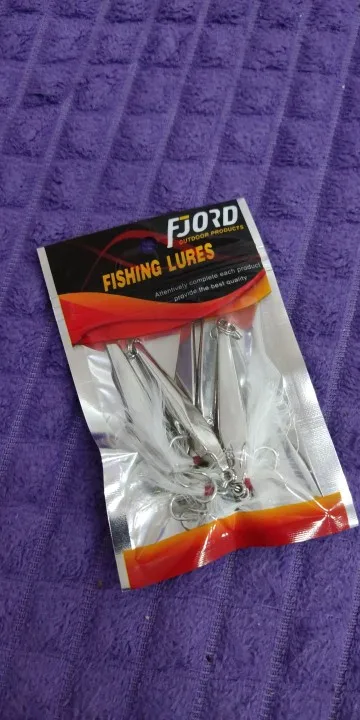 FJORD
OUTDOOR PRODUCTS
FISHING LURES
Attentively complete each product
provide the best quality